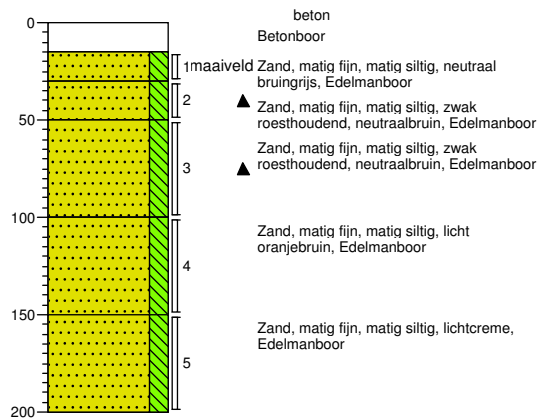 beton
0
Betonboor
1maaiveld Zand, matig fijn, matig siltig, neutraal
bruingrijs, Edelmanboor
2
Zand, matig fijn, matig siltig, zwak
roesthoudend, neutraalbruin, Edelmanboor
50
Zand, matig fijn, matig siltig, zwak
roesthoudend, neutraalbruin, Edelmanboor
3
100
Zand, matig fijn, matig siltig, licht
oranjebruin, Edelmanboor
4
150
Zand, matig fijn, matig siltig, lichtcreme,
Edelmanboor
5
200